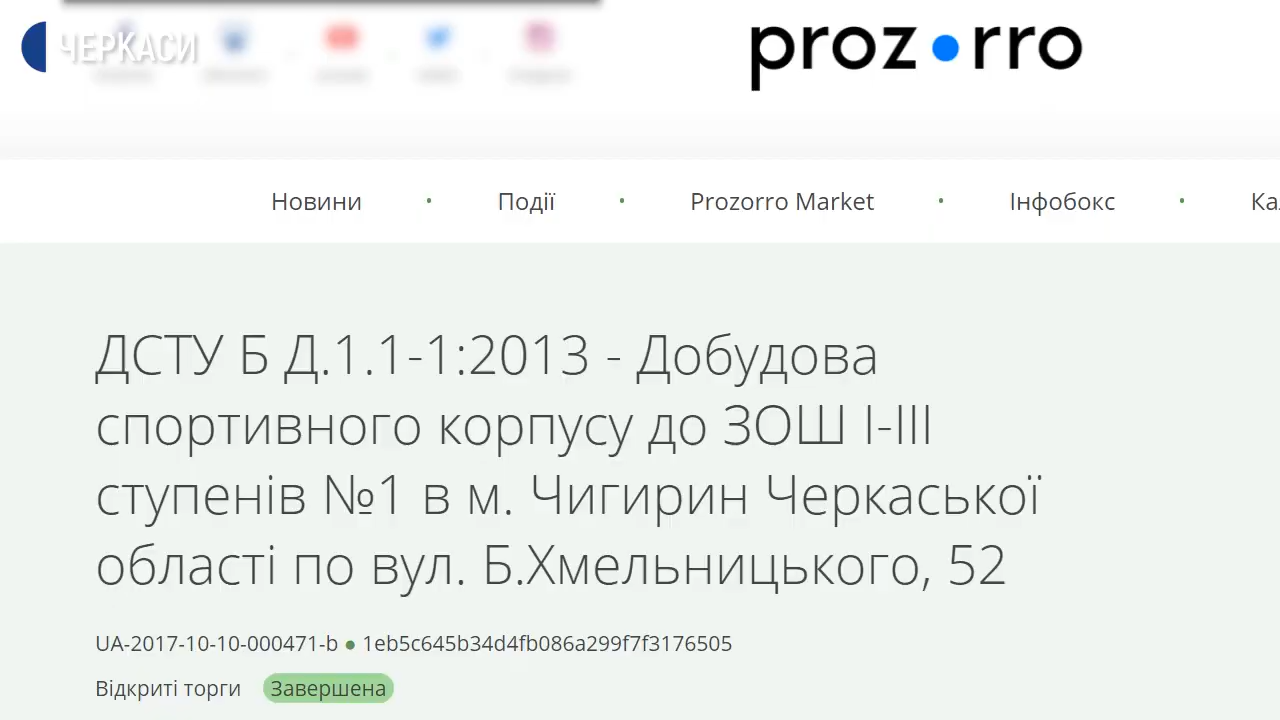 ЧЕРКАСИ
prozorro
Новини • Події • Prozorro Market • Інфобокс •
ДСТУ Б Д.1.1-1:2013 - Добудова
спортивного корпусу до ЗОШ І-ІІІ
ступенів №1 в м. Чигирин Черкаської
області по вул. Б.Хмельницького, 52
UA-2017-10-10-000471-b ● 1eb5c645b34d4fb086a299f7f3176505
Відкриті торги Завершена